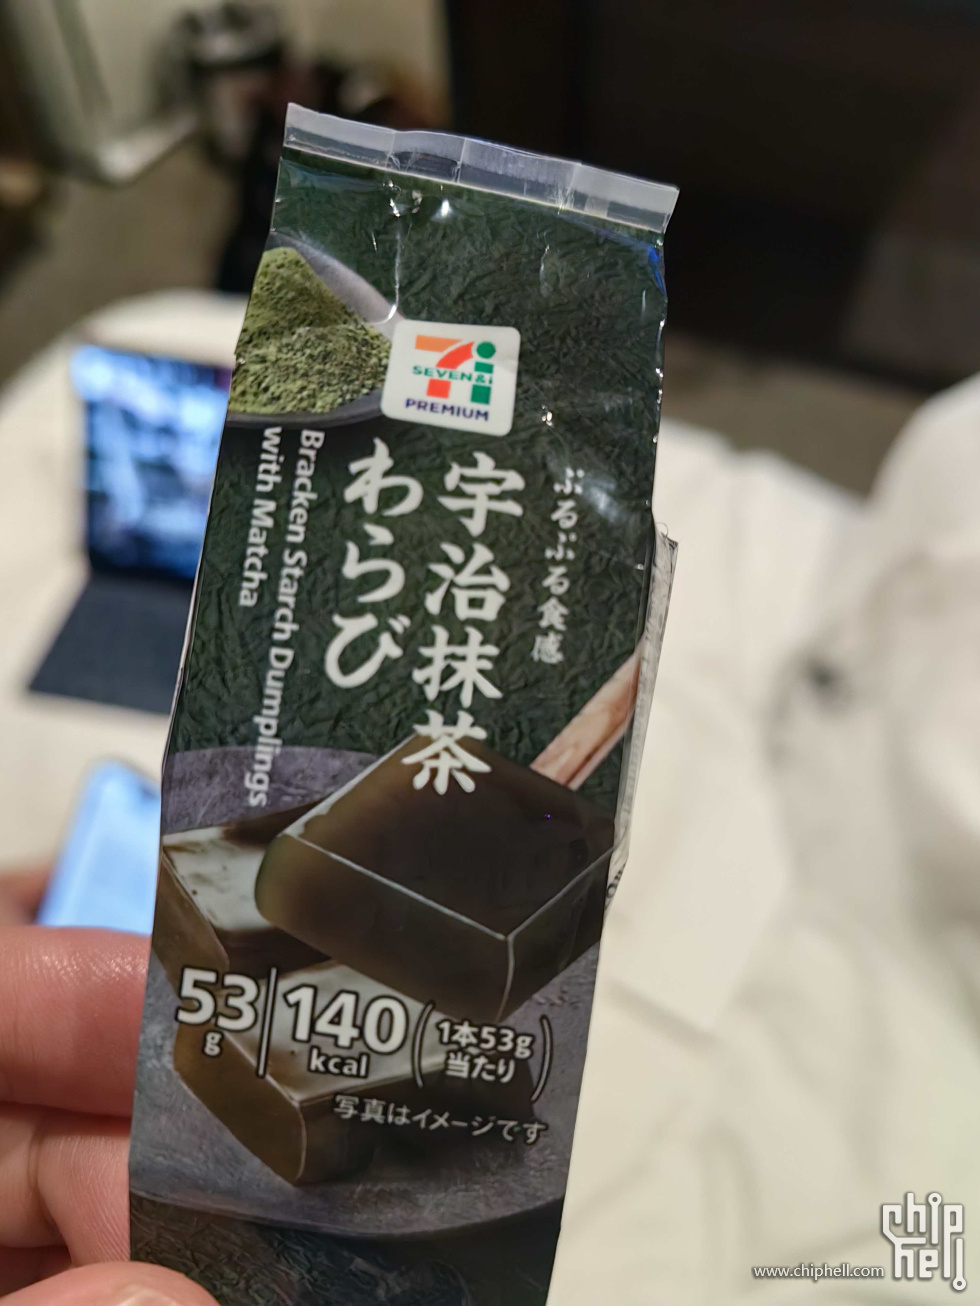 SEVEN&i
PREMIUM
ぷるぷる食感
宇治抹茶
わらび
Bracken Starch Dumplings
with Matcha
53g
140kcal
(1本53g
当たり)
写真はイメージです
www.chiphell.com
chip
hell